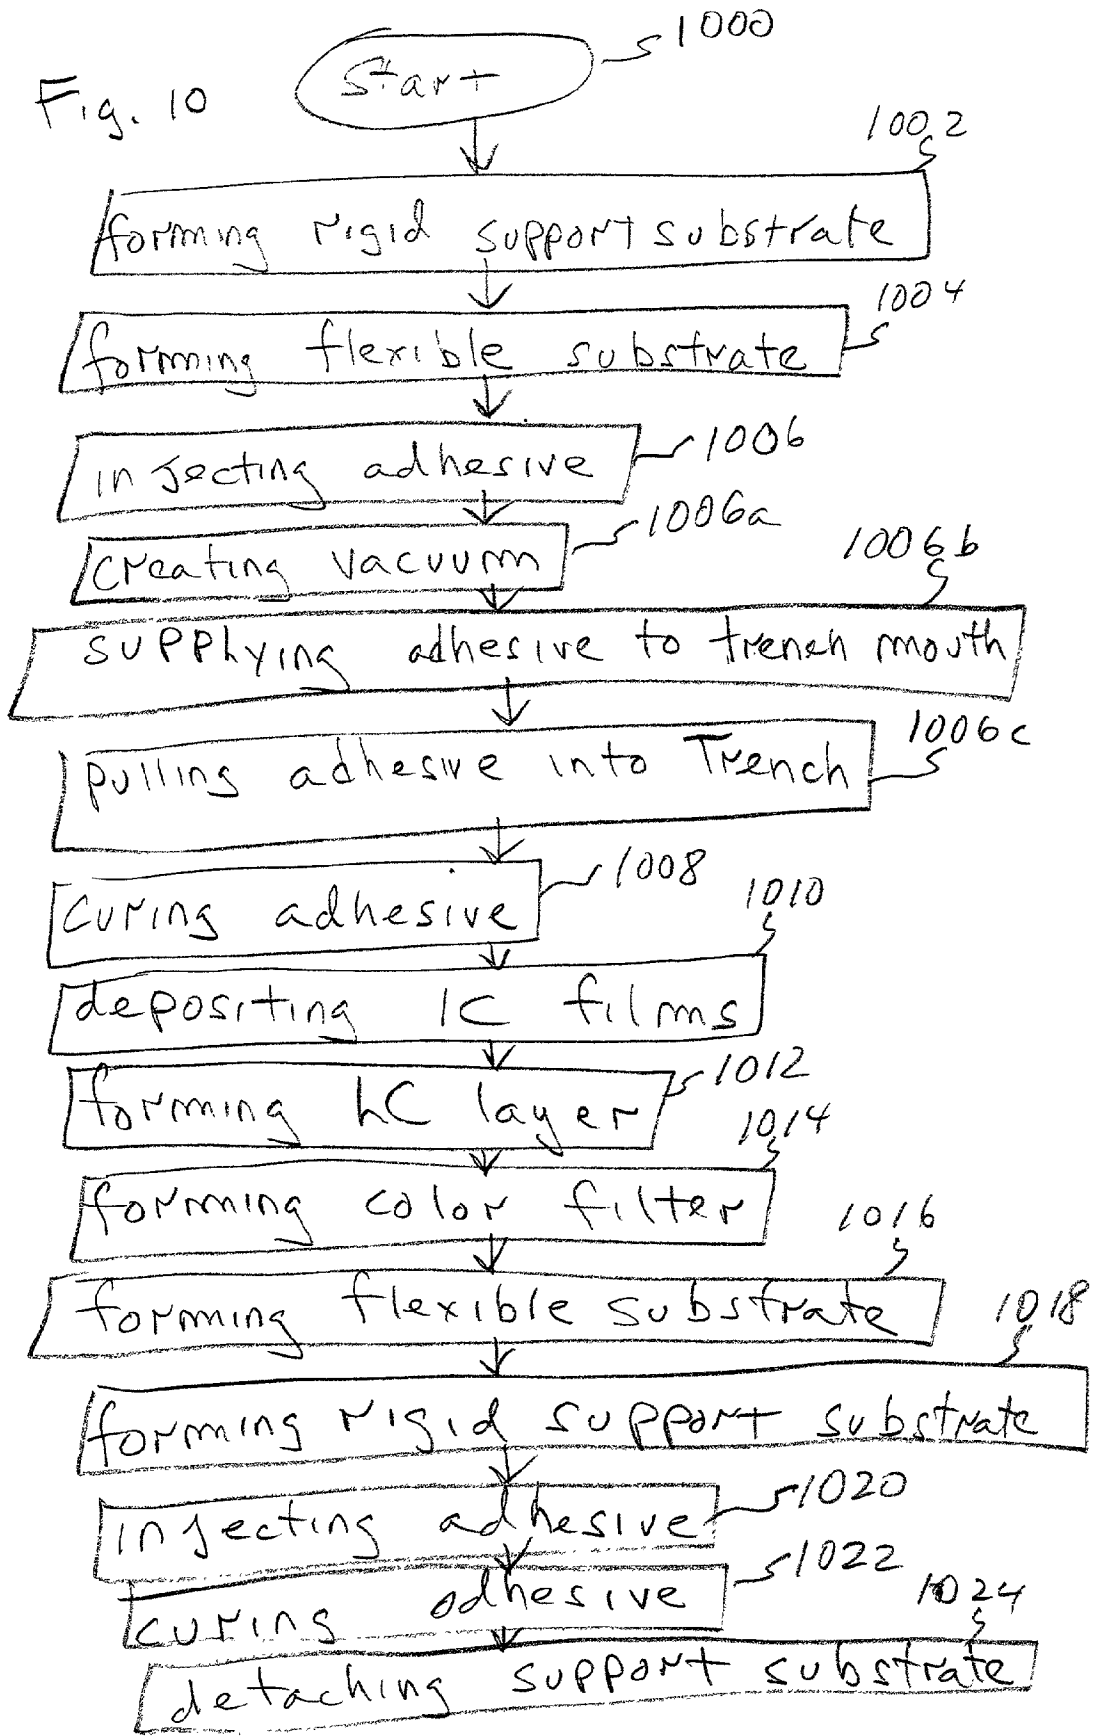 1000
Start
Fig. 10
1002
forming rigid support substrate
1004
forming flexible substrate
1006
injecting adhesive
1006a
creating vacuum
1006b
supplying adhesive to trench mouth
1006c
pulling adhesive into Trench
1008
curing adhesive
1010
depositing IC films
1012
forming LC layer
1014
forming color filter
1016
forming flexible substrate
1018
forming rigid support substrate
1020
injecting adhesive
1022
curing adhesive
1024
detaching support substrate